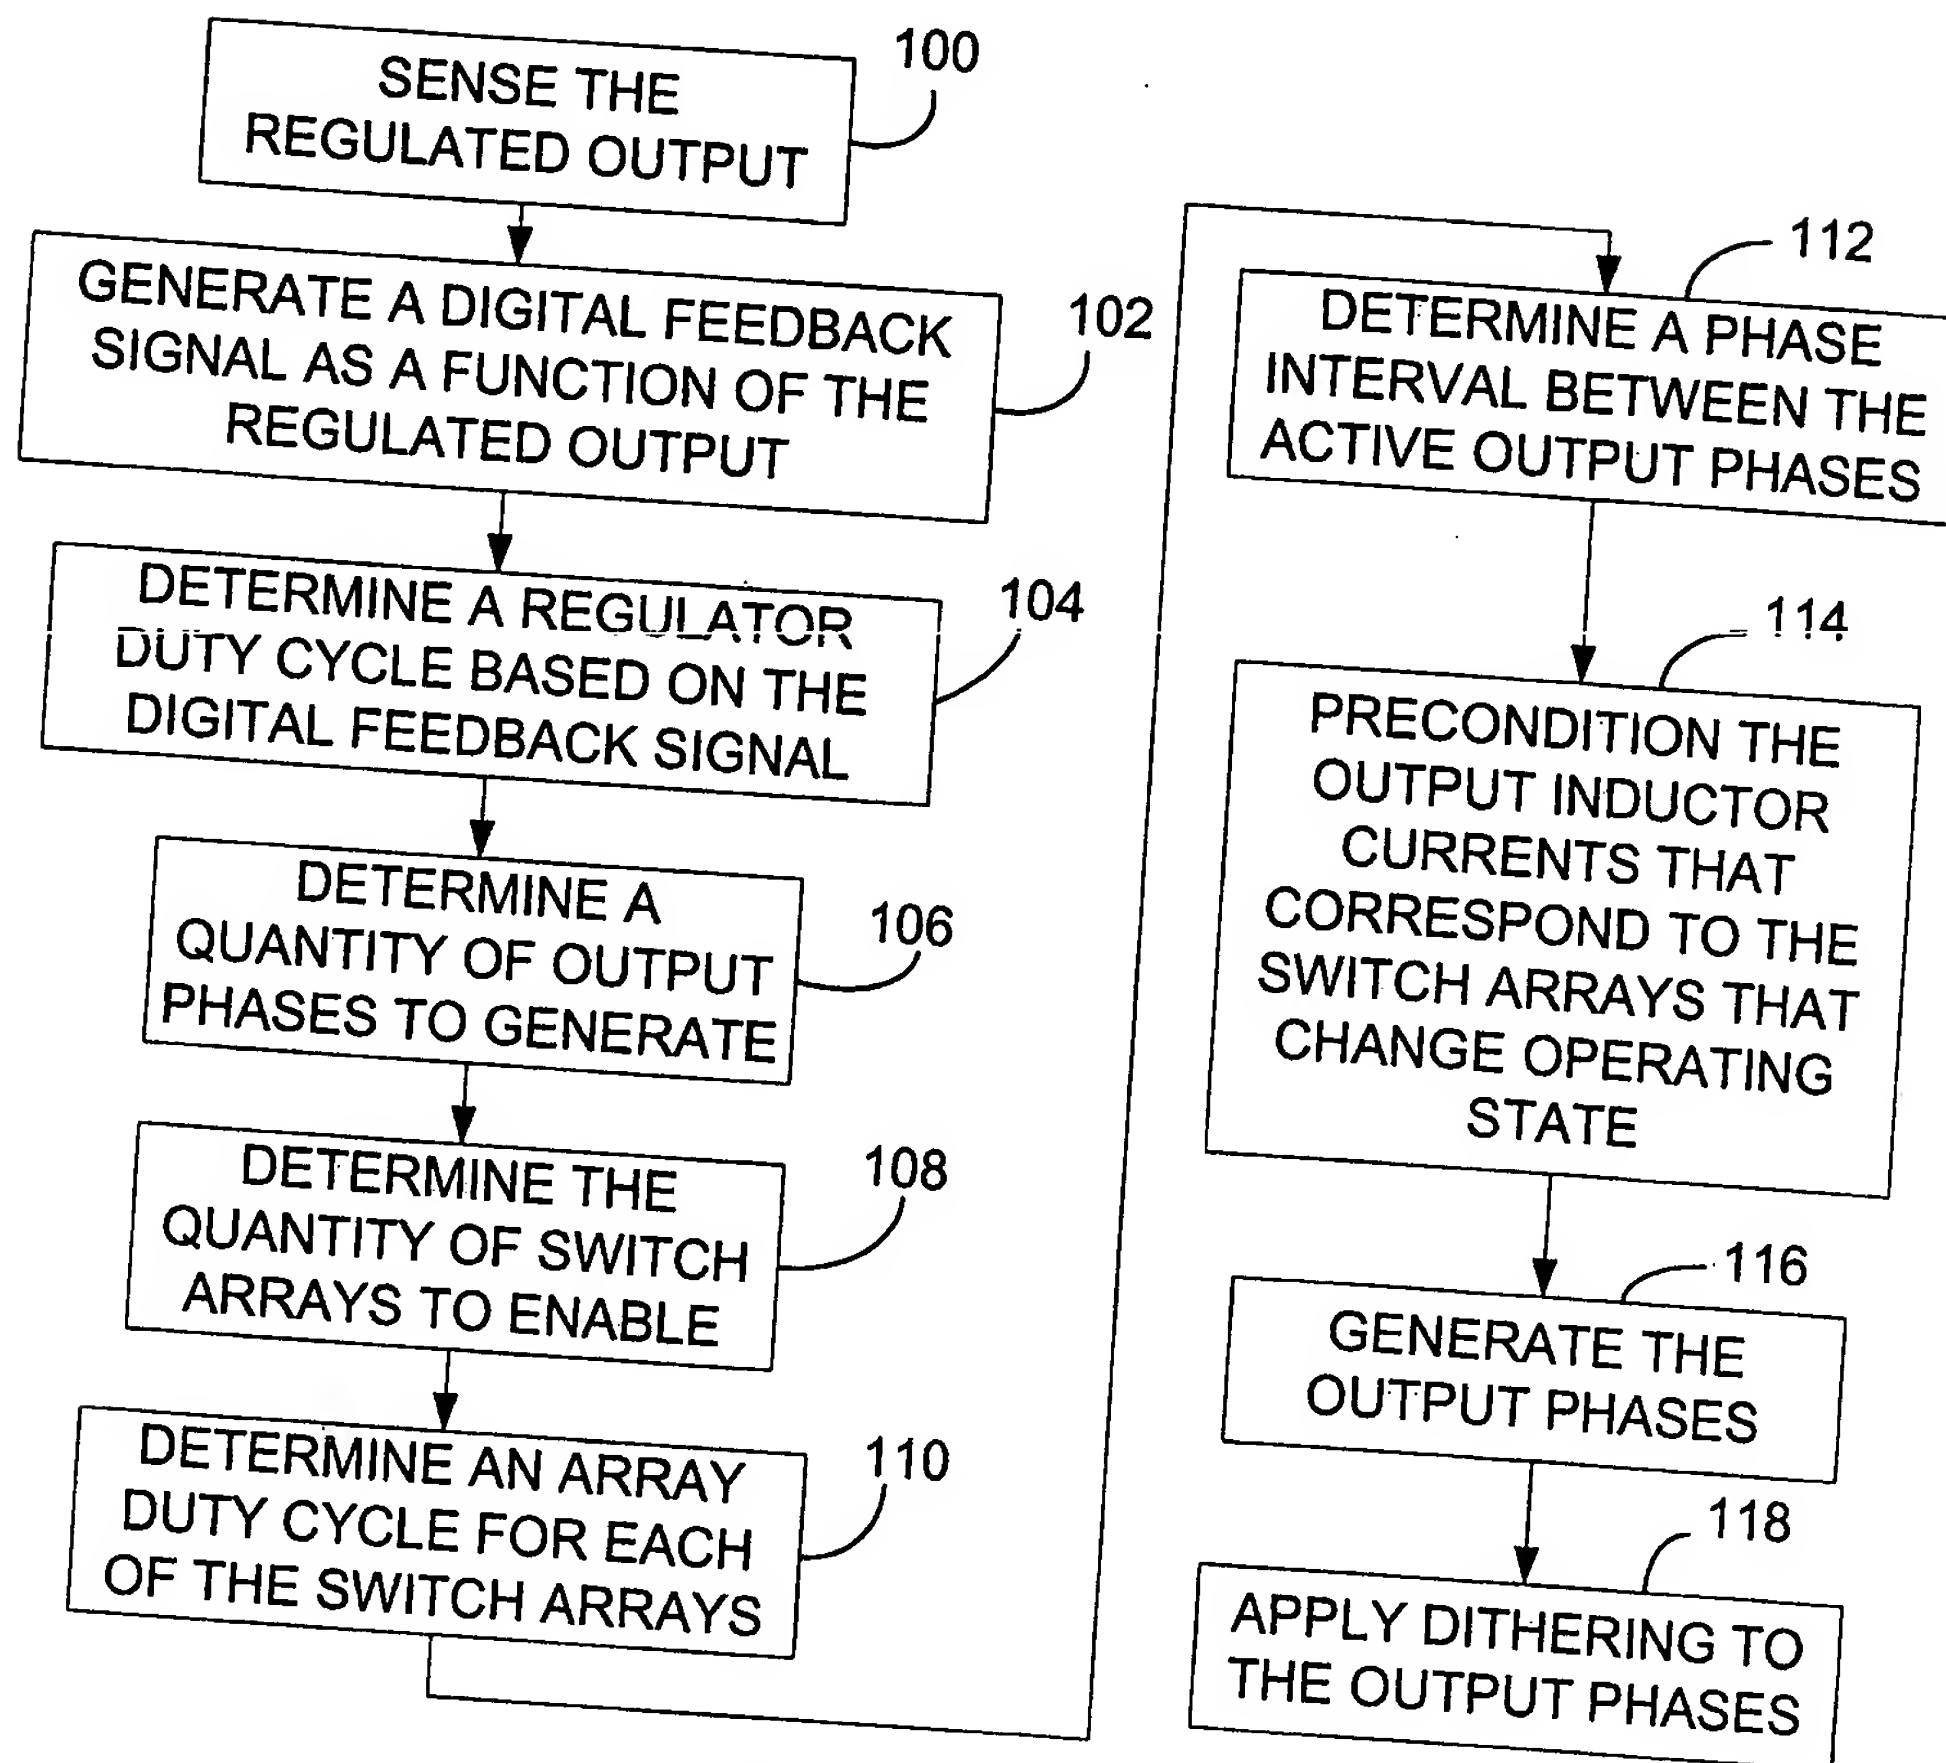 100
SENSE THE
REGULATED OUTPUT
102
GENERATE A DIGITAL FEEDBACK
SIGNAL AS A FUNCTION OF THE
REGULATED OUTPUT
104
DETERMINE A REGULATOR
DUTY CYCLE BASED ON THE
DIGITAL FEEDBACK SIGNAL
106
DETERMINE A
QUANTITY OF OUTPUT
PHASES TO GENERATE
108
DETERMINE THE
QUANTITY OF SWITCH
ARRAYS TO ENABLE
110
DETERMINE AN ARRAY
DUTY CYCLE FOR EACH
OF THE SWITCH ARRAYS
112
DETERMINE A PHASE
INTERVAL BETWEEN THE
ACTIVE OUTPUT PHASES
114
PRECONDITION THE
OUTPUT INDUCTOR
CURRENTS THAT
CORRESPOND TO THE
SWITCH ARRAYS THAT
CHANGE OPERATING
STATE
116
GENERATE THE
OUTPUT PHASES
118
APPLY DITHERING TO
THE OUTPUT PHASES